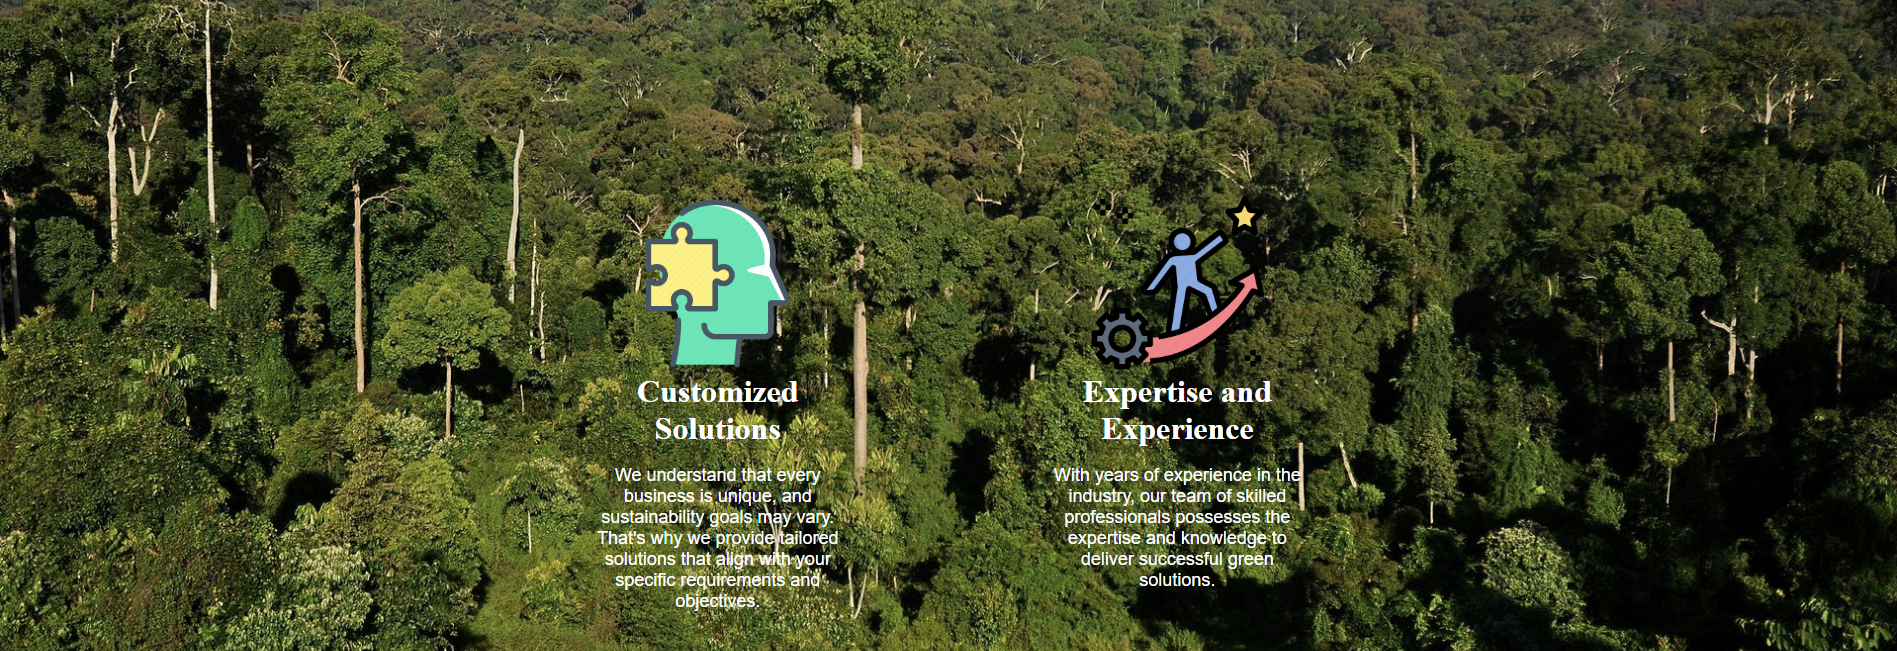 Customized
Solutions
We understand that every
business is unique, and
sustainability goals may vary.
That's why we provide tailored
solutions that align with your
specific requirements and
objectives.
Expertise and
Experience
With years of experience in the
industry, our team of skilled
professionals possesses the
expertise and knowledge to
deliver successful green
solutions.